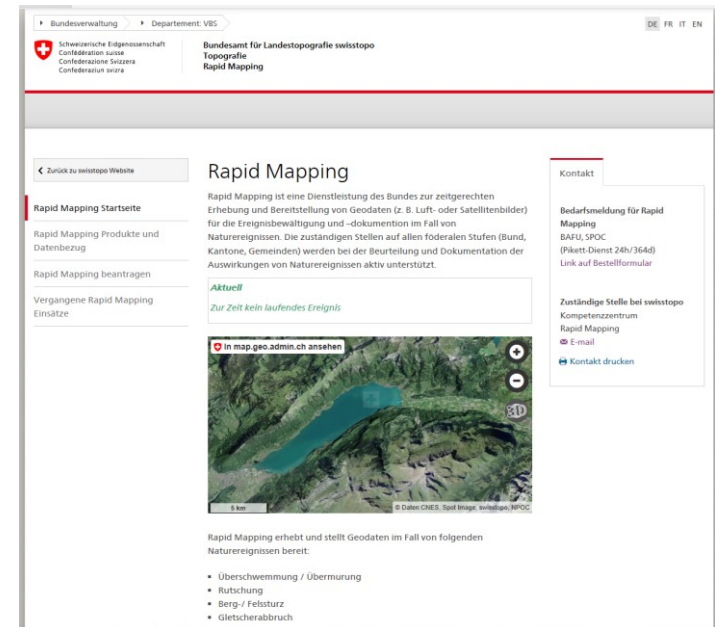 Bundesverwaltung
Departement: VBS
DE FR IT EN
Schweizerische Eidgenossenschaft
Confédération suisse
Confederazione Svizzera
Confederaziun svizra
Bundesamt für Landestopografie swisstopo
Topografie
Rapid Mapping
Zurück zu swisstopo Website
Rapid Mapping Startseite
Rapid Mapping Produkte und
Datenbezug
Rapid Mapping beantragen
Vergangene Rapid Mapping
Einsätze
Rapid Mapping
Rapid Mapping ist eine Dienstleistung des Bundes zur zeitgerechten
Erhebung und Bereitstellung von Geodaten (z. B. Luft- oder Satellitenbilder)
für die Ereignisbewältigung und –dokumention im Fall von
Naturereignissen. Die zuständigen Stellen auf allen föderalen Stufen (Bund,
Kantone, Gemeinden) werden bei der Beurteilung und Dokumentation der
Auswirkungen von Naturereignissen aktiv unterstützt.
Aktuell
Zur Zeit kein laufendes Ereignis
In map.geo.admin.ch ansehen
3D
5 km
© Daten:CNES, Spot Image, swisstopo, NPOC
Rapid Mapping erhebt und stellt Geodaten im Fall von folgenden
Naturereignissen bereit:
Überschwemmung / Übermurung
Rutschung
Berg-/ Felssturz
Gletscherabbruch
Kontakt
Bedarfsmeldung für Rapid
Mapping
BAFU, SPOC
(Pikett-Dienst 24h/364d)
Link auf Bestellformular
Zuständige Stelle bei swisstopo
Kompetenzzentrum
Rapid Mapping
E-mail
Kontakt drucken